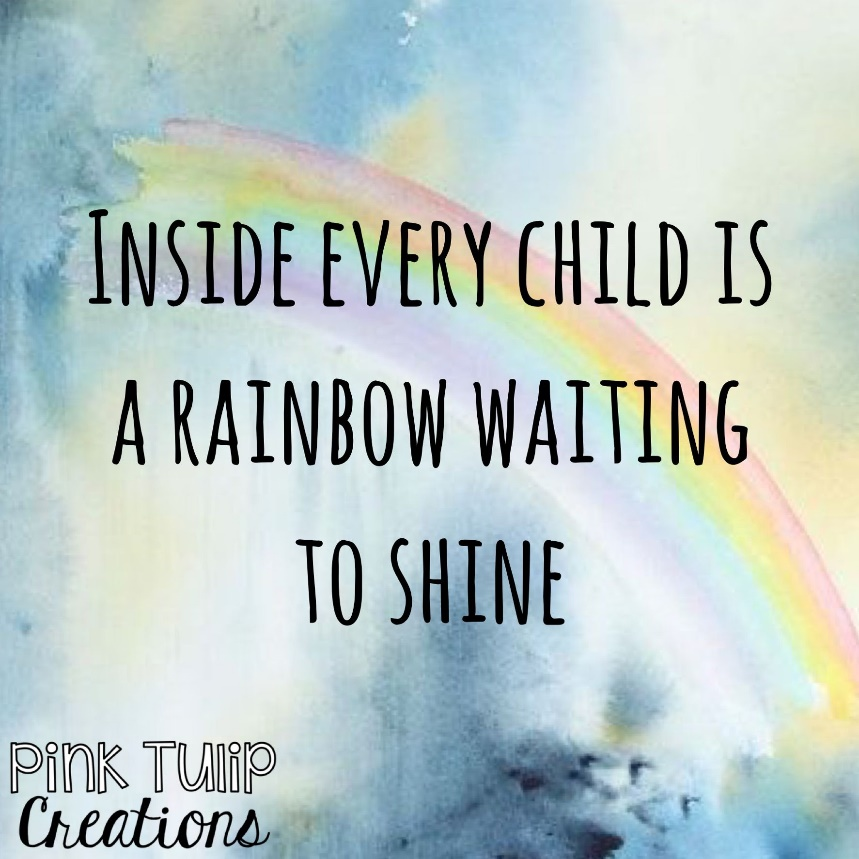 Inside every child is
a rainbow waiting
to shine
Pink Tulip
Creations